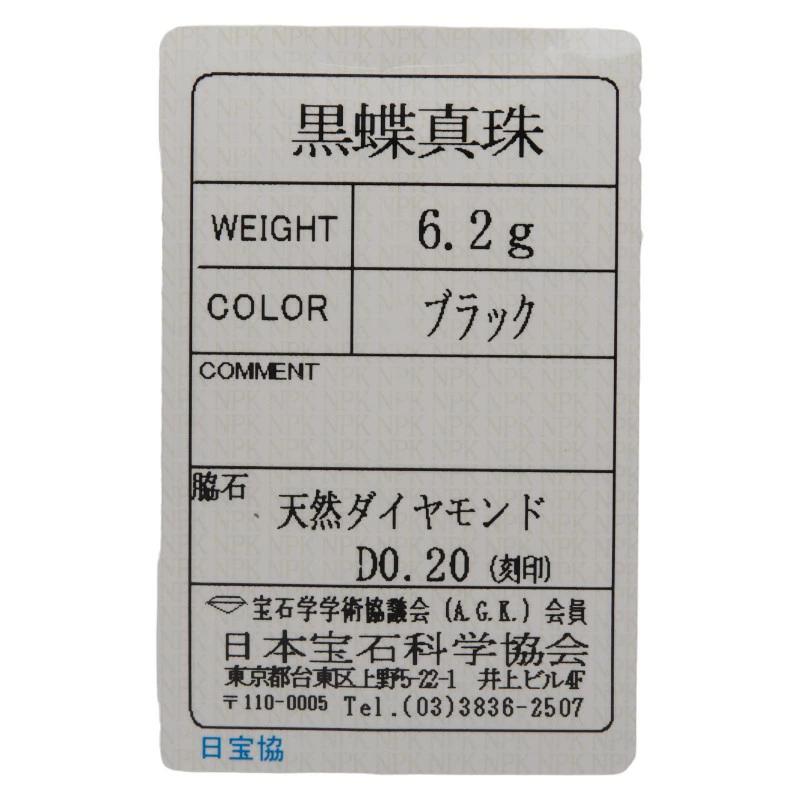 黒蝶真珠
WEIGHT 6.2g
COLOR ブラック
COMMENT
脇石
天然ダイヤモンド
D0.20 (刻印)
宝石学学術協議会(A.G.K.)会員
日本宝石科学協会
東京都台東区上野5-22-1 井上ビル4F
〒110-0005 Tel.(03)3836-2507
日宝協